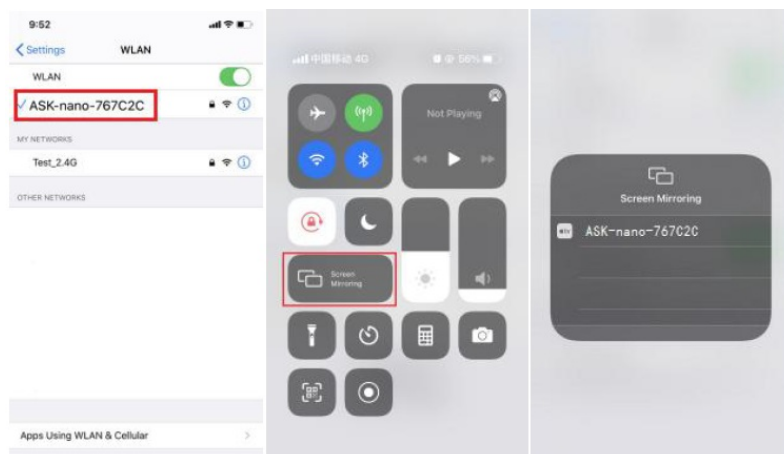 9:52
Settings
WLAN
WLAN
ASK-nano-767C2C
MY NETWORKS
Test_2.4G
OTHER NETWORKS
Apps Using WLAN & Cellular
中国移动 4G
56%
Not Playing
Screen
Mirroring
Screen Mirroring
tv
ASK-nano-767C2C